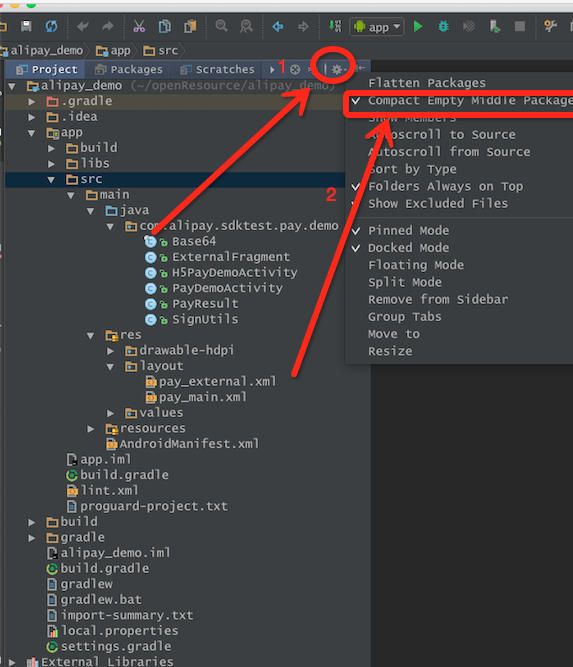 app
alipay_demo app src
1
Project Packages Scratches
alipay_demo (~/openResource/alipay_demo)
.gradle
.idea
app
build
libs
src
main
java
com.alipay.sdktest.pay.demo
Base64
ExternalFragment
H5PayDemoActivity
PayDemoActivity
PayResult
SignUtils
res
drawable-hdpi
layout
pay_external.xml
pay_main.xml
values
resources
AndroidManifest.xml
app.iml
build.gradle
lint.xml
proguard-project.txt
build
gradle
alipay_demo.iml
build.gradle
gradlew
gradlew.bat
import-summary.txt
local.properties
settings.gradle
External Libraries
Flatten Packages
Compact Empty Middle Package
Show Members
Autoscroll to Source
Autoscroll from Source
Sort by Type
2
Folders Always on Top
Show Excluded Files
Pinned Mode
Docked Mode
Floating Mode
Split Mode
Remove from Sidebar
Group Tabs
Move to
Resize